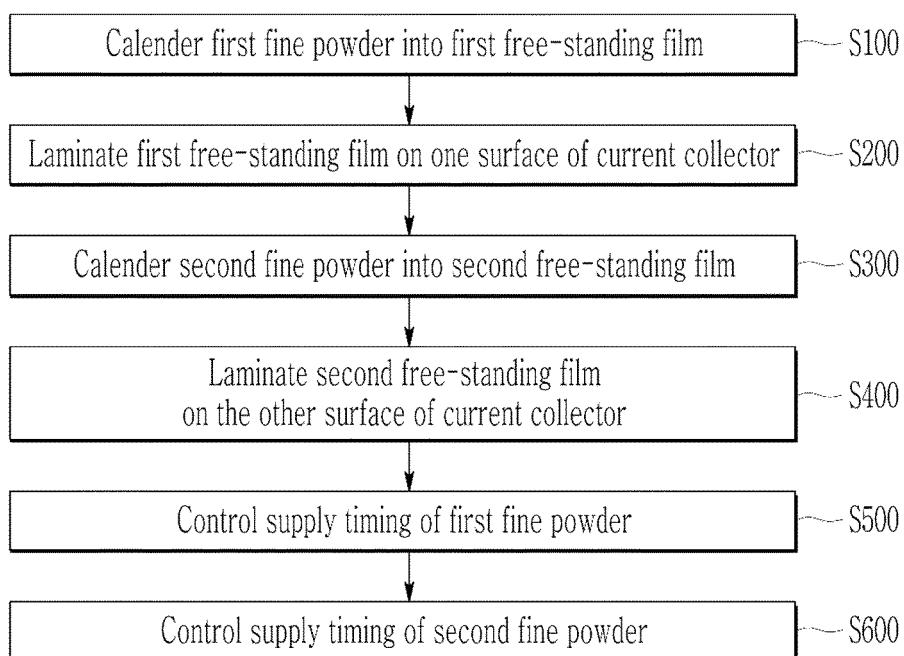 Calender first fine powder into first free-standing film
S100
Laminate first free-standing film on one surface of current collector
S200
Calender second fine powder into second free-standing film
S300
Laminate second free-standing film
on the other surface of current collector
S400
Control supply timing of first fine powder
S500
Control supply timing of second fine powder
S600